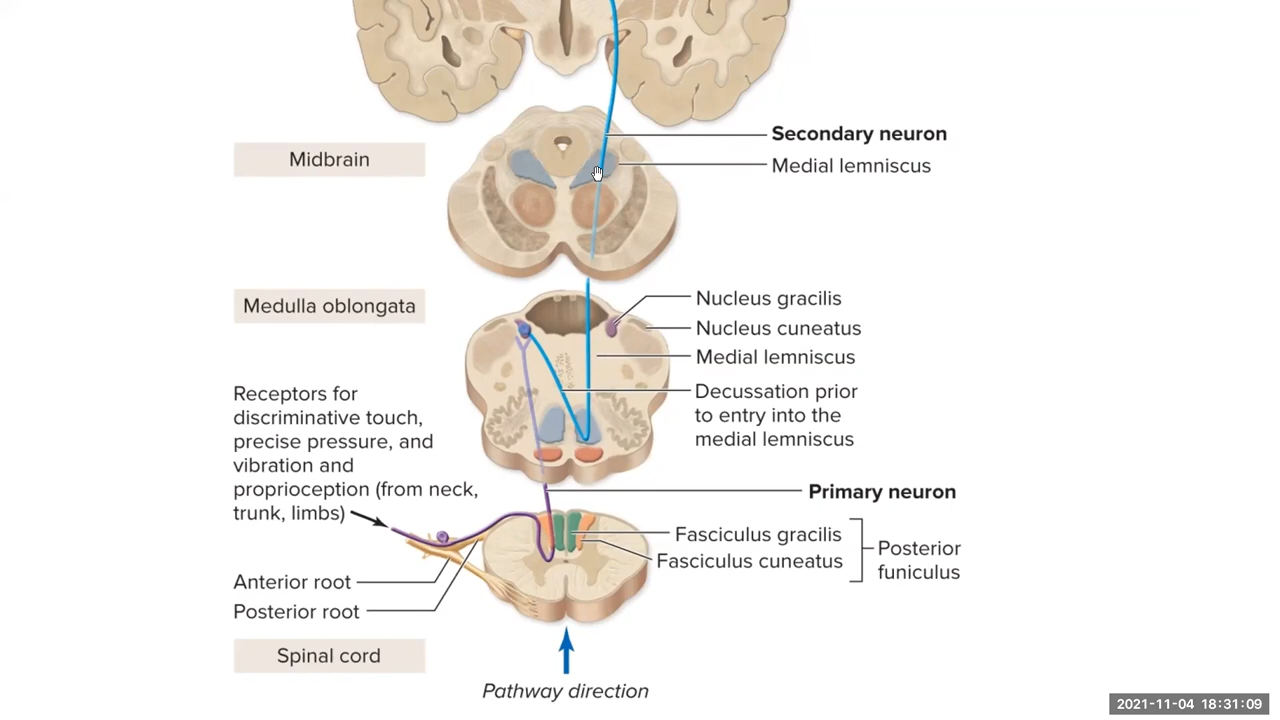 Secondary neuron
Midbrain
Medial lemniscus
Nucleus gracilis
Medulla oblongata
Nucleus cuneatus
Medial lemniscus
Decussation prior
to entry into the
medial lemniscus
Receptors for
discriminative touch,
precise pressure, and
vibration and
proprioception (from neck,
trunk, limbs)
Primary neuron
Fasciculus gracilis
Fasciculus cuneatus
Posterior
funiculus
Anterior root
Posterior root
Spinal cord
Pathway direction
2021-11-04 18:31:09